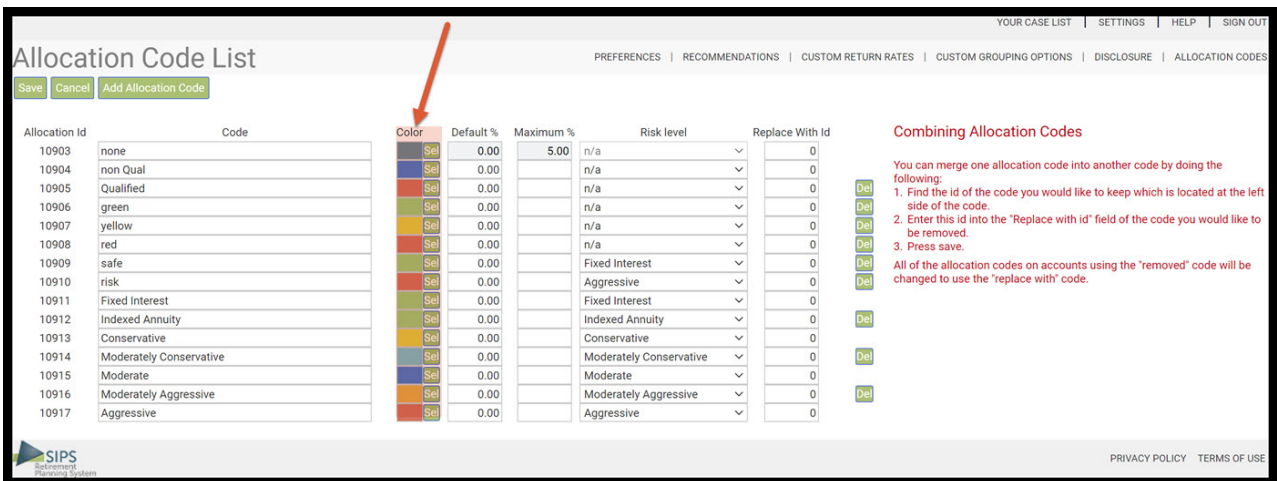 YOUR CASE LIST | SETTINGS | HELP | SIGN OUT
Allocation Code List
PREFERENCES | RECOMMENDATIONS | CUSTOM RETURN RATES | CUSTOM GROUPING OPTIONS | DISCLOSURE | ALLOCATION CODES
Save Cancel Add Allocation Code
Allocation Id Code Color Default % Maximum % Risk level Replace With Id
10903 none Sel 0.00 5.00 n/a 0
10904 non Qual Sel 0.00 n/a 0
10905 Qualified Sel 0.00 n/a 0 Del
10906 green Sel 0.00 n/a 0 Del
10907 yellow Sel 0.00 n/a 0 Del
10908 red Sel 0.00 n/a 0 Del
10909 safe Sel 0.00 Fixed Interest 0 Del
10910 risk Sel 0.00 Aggressive 0 Del
10911 Fixed Interest Sel 0.00 Fixed Interest 0
10912 Indexed Annuity Sel 0.00 Indexed Annuity 0 Del
10913 Conservative Sel 0.00 Conservative 0
10914 Moderately Conservative Sel 0.00 Moderately Conservative 0 Del
10915 Moderate Sel 0.00 Moderate 0
10916 Moderately Aggressive Sel 0.00 Moderately Aggressive 0 Del
10917 Aggressive Sel 0.00 Aggressive 0
Combining Allocation Codes
You can merge one allocation code into another code by doing the
following:
1. Find the id of the code you would like to keep which is located at the left
side of the code.
2. Enter this id into the "Replace with id" field of the code you would like to
be removed.
3. Press save.
All of the allocation codes on accounts using the "removed" code will be
changed to use the "replace with" code.
SIPS
Retirement
Planning System
PRIVACY POLICY TERMS OF USE